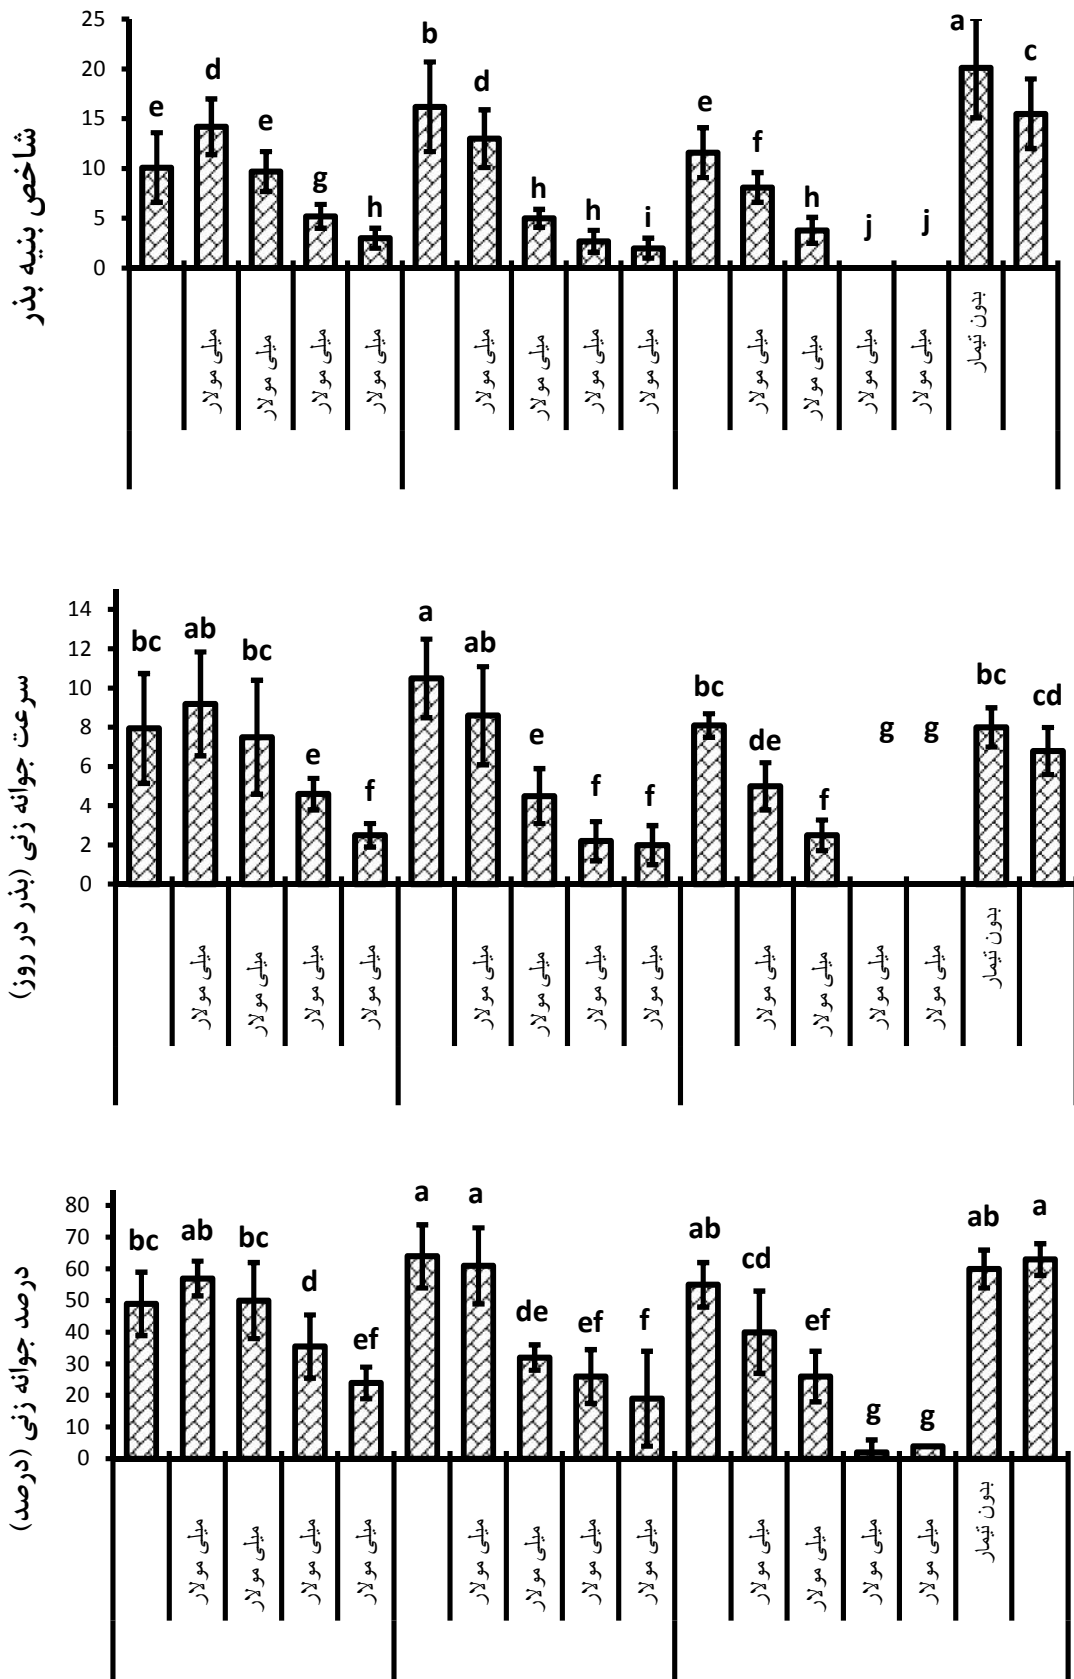 شاخص بنیه بذر
25
20
15
10
5
0
e
d
e
g
h
b
d
h
h
i
e
f
h
j
j
a
c
میلی مولار
میلی مولار
میلی مولار
میلی مولار
میلی مولار
میلی مولار
میلی مولار
میلی مولار
میلی مولار
میلی مولار
میلی مولار
میلی مولار
بدون تیمار
سرعت جوانه زنی (بذر در روز)
14
12
10
8
6
4
2
0
bc
ab
bc
e
f
a
ab
e
f
f
bc
de
f
g
g
bc
cd
میلی مولار
میلی مولار
میلی مولار
میلی مولار
میلی مولار
میلی مولار
میلی مولار
میلی مولار
میلی مولار
میلی مولار
میلی مولار
میلی مولار
بدون تیمار
درصد جوانه زنی (درصد)
80
70
60
50
40
30
20
10
0
bc
ab
bc
d
ef
a
a
de
ef
f
ab
cd
ef
g
g
ab
a
میلی مولار
میلی مولار
میلی مولار
میلی مولار
میلی مولار
میلی مولار
میلی مولار
میلی مولار
میلی مولار
میلی مولار
میلی مولار
میلی مولار
بدون تیمار